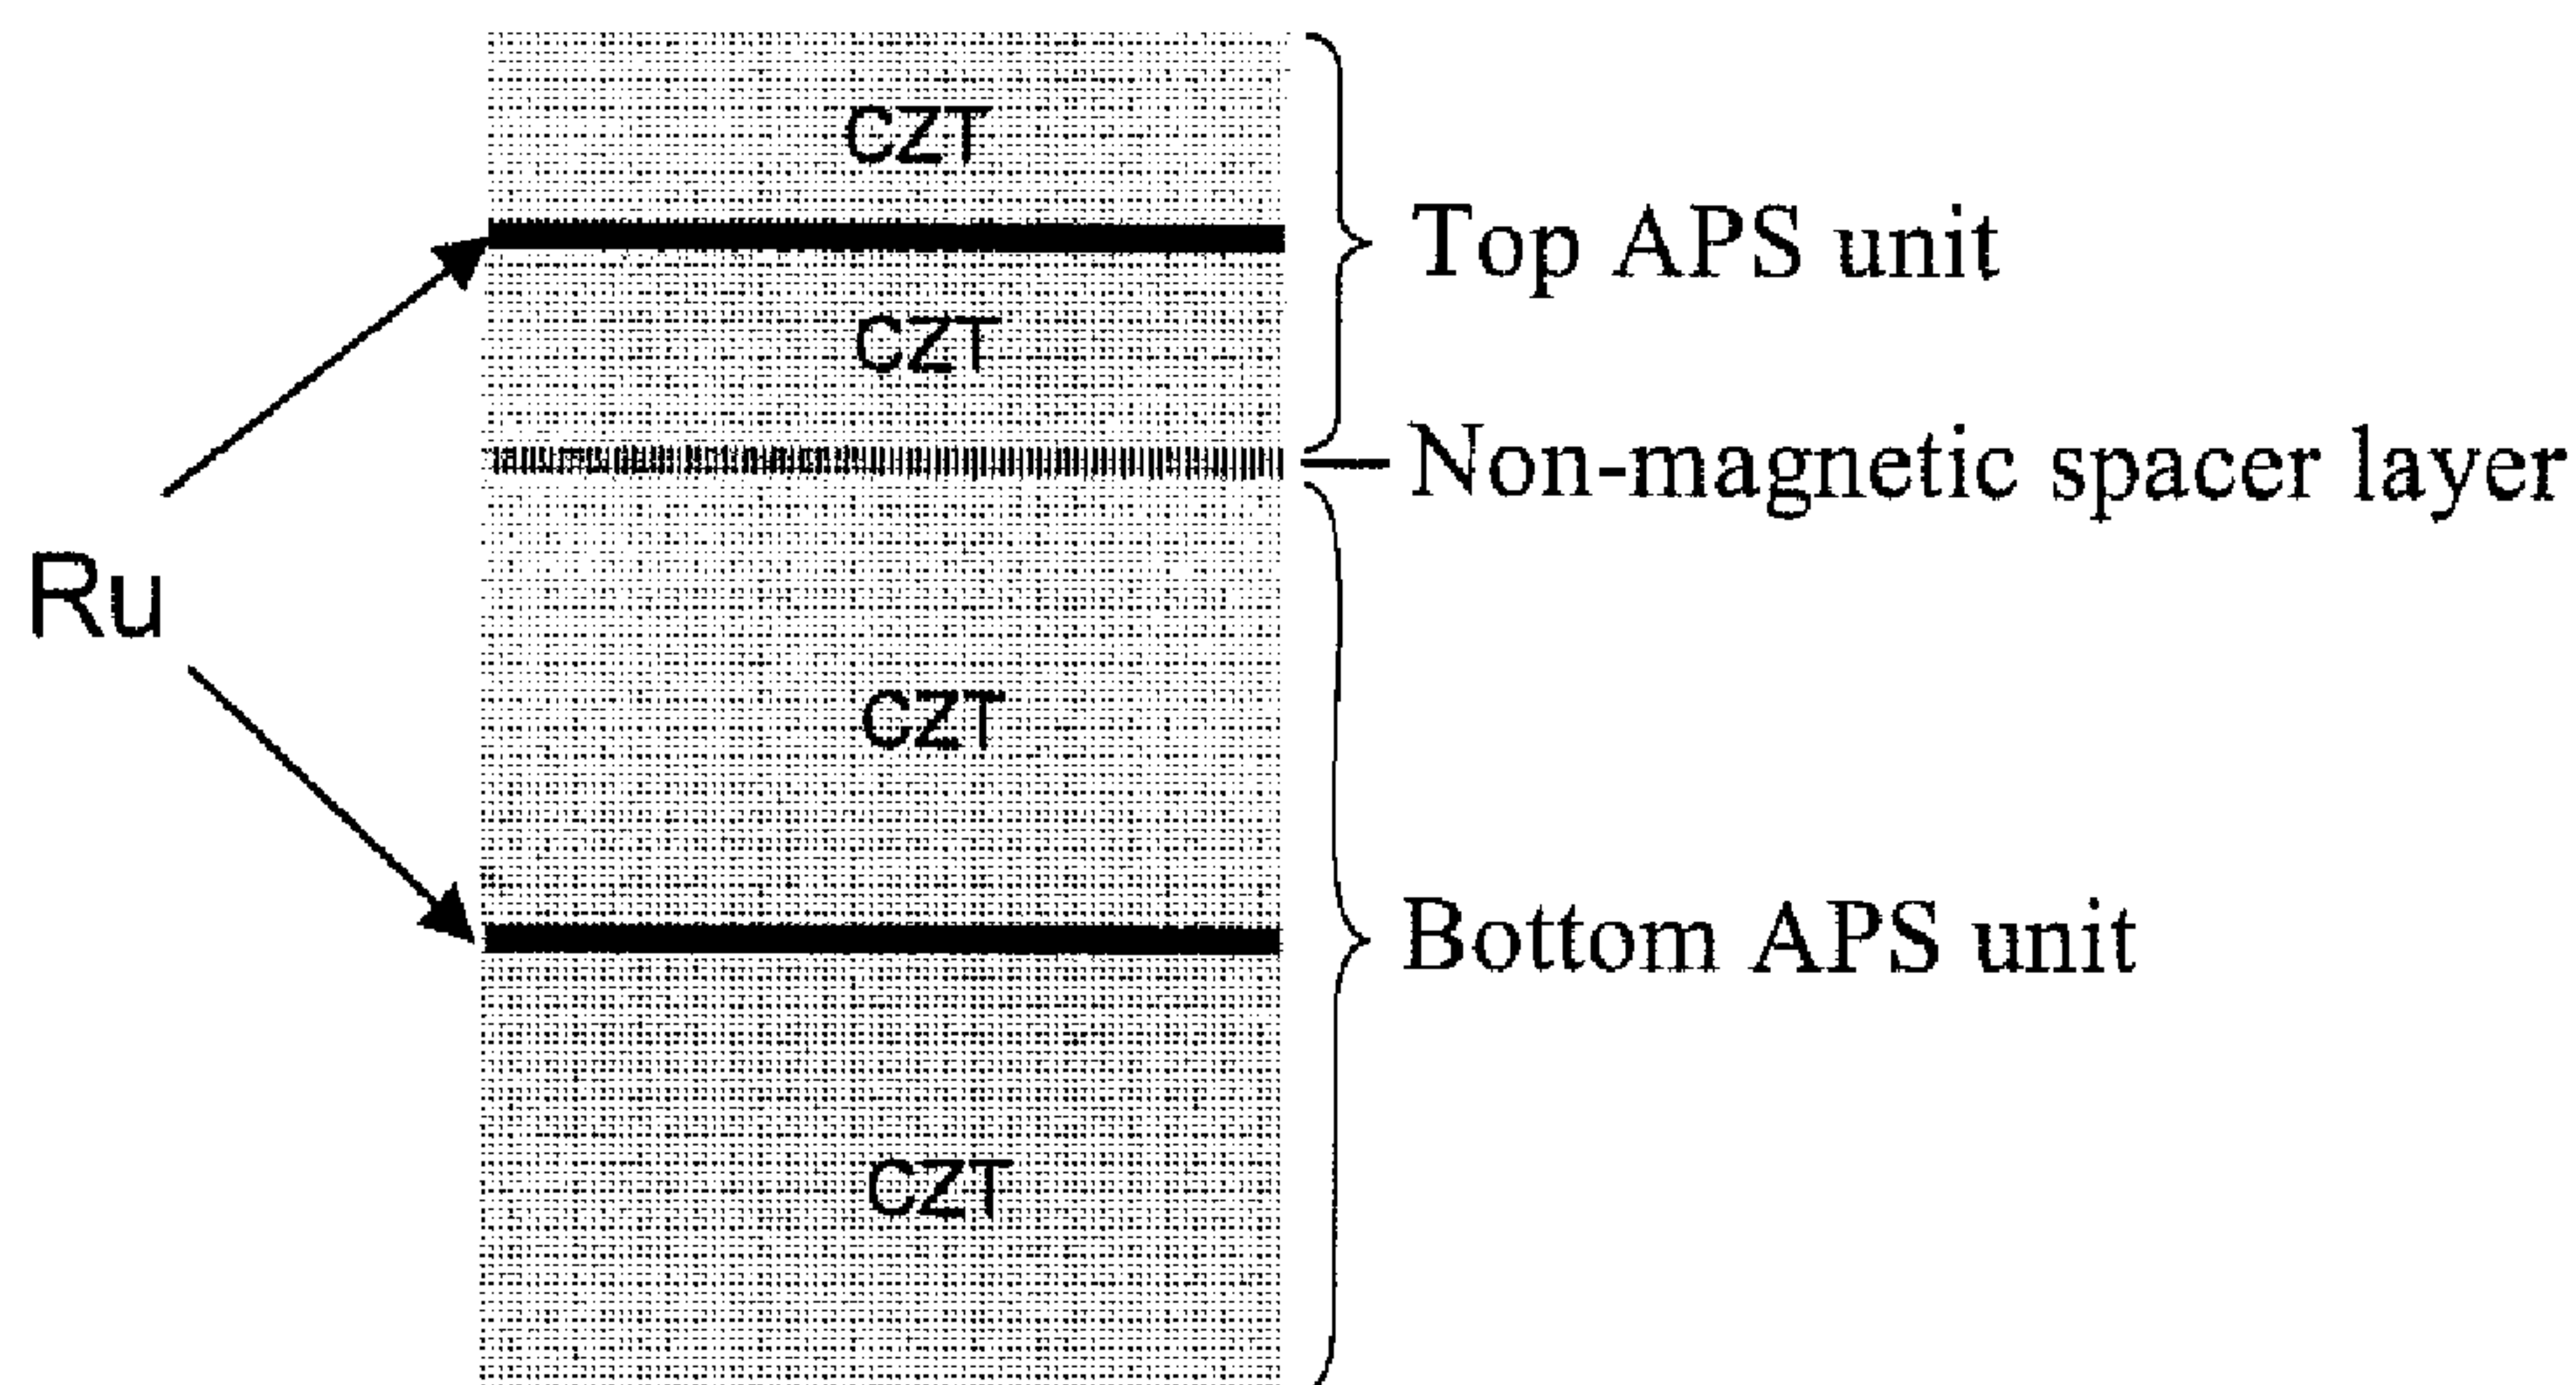 CZT
Top APS unit
CZT
Non-magnetic spacer layer
Ru
CZT
Bottom APS unit
CZT